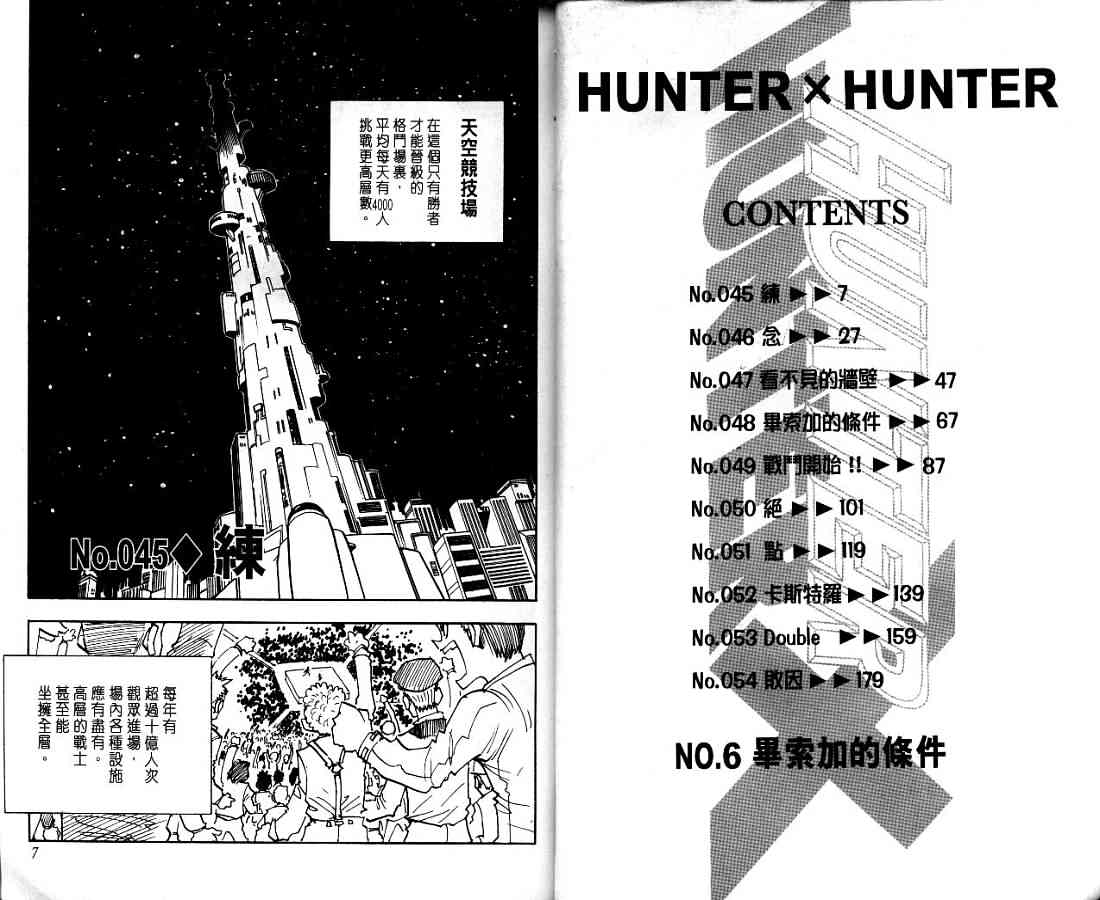 HUNTER×HUNTER
CONTENTS
No.045 練 ▶ ▶ 7
No.046 念 ▶ ▶ 27
No.047 看不見的牆壁 ▶ ▶ 47
No.048 畢索加的條件 ▶ ▶ 67
No.049 戰鬥開始!! ▶ ▶ 87
No.050 絕 ▶ ▶ 101
No.051 點 ▶ ▶ 119
No.052 卡斯特羅 ▶ ▶ 139
No.053 Double ▶ ▶ 159
No.054 敗因 ▶ ▶ 179
NO.6 畢索加的條件
HUNTER×HUNTER
天空競技場
在這個只有勝者
才能晉級的
格鬥場裏，
平均每天有4000人
挑戰更高層數。
No.045◆ 練
每年有
超過十億人次
觀眾進場，
場內各種設施
應有盡有。
高層的戰士
甚至能
坐擁全層。
7